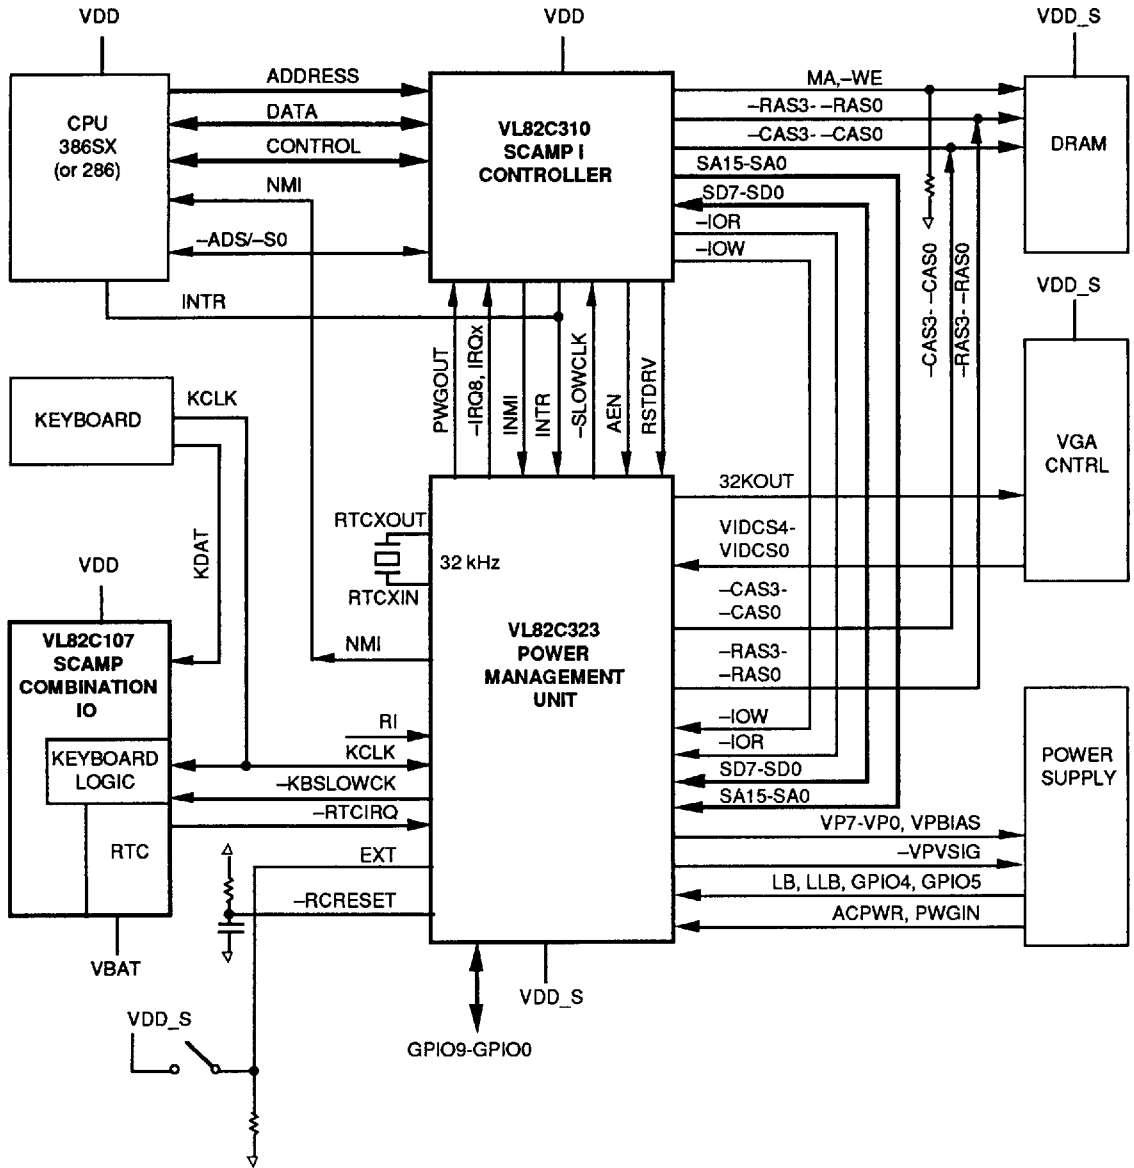 VDD
VDD
VDD_S
CPU
386SX
(or 286)
ADDRESS
DATA
CONTROL
NMI
–ADS/–S0
INTR
VL82C310
SCAMP I
CONTROLLER
MA,–WE
–RAS3- –RAS0
–CAS3- –CAS0
SA15-SA0
SD7-SD0
–IOR
–IOW
DRAM
–CAS3- –CAS0
–RAS3- –RAS0
VDD_S
PWGOUT
–IRQ8, IRQx
INMI
INTR
–SLOWCLK
AEN
RSTDRV
KEYBOARD
KCLK
KDAT
VGA
CNTRL
32KOUT
VIDCS4-
VIDCS0
–CAS3-
–CAS0
–RAS3-
–RAS0
–IOW
–IOR
SD7-SD0
SA15-SA0
RTCXOUT
32 kHz
RTCXIN
VDD
VL82C107
SCAMP
COMBINATION
IO
KEYBOARD
LOGIC
RTC
VBAT
NMI
VL82C323
POWER
MANAGEMENT
UNIT
RI
KCLK
–KBSLOWCK
–RTCIRQ
EXT
–RCRESET
POWER
SUPPLY
VP7-VP0, VPBIAS
–VPVSIG
LB, LLB, GPIO4, GPIO5
ACPWR, PWGIN
VDD_S
GPIO9-GPIO0
VDD_S